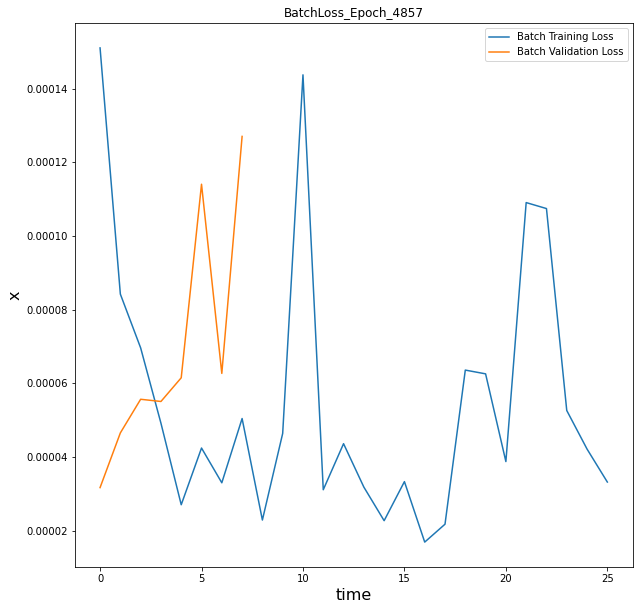 BatchLoss_Epoch_4857
Batch Training Loss
Batch Validation Loss
x
0.00014
0.00012
0.00010
0.00008
0.00006
0.00004
0.00002
0 5 10 15 20 25
time